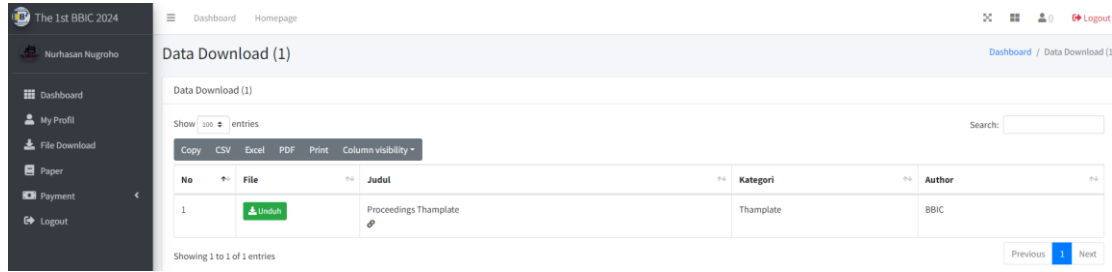 The 1st BBIC 2024
Dashboard Homepage
0 Logout
Nurhasan Nugroho
Dashboard
My Profil
File Download
Paper
Payment
Logout
Data Download (1)
Dashboard / Data Download (1
Data Download (1)
Show 100 entries
Search:
Copy CSV Excel PDF Print Column visibility
No File Judul Kategori Author
1 Unduh Proceedings Thamplate Thamplate BBIC
Showing 1 to 1 of 1 entries
Previous 1 Next